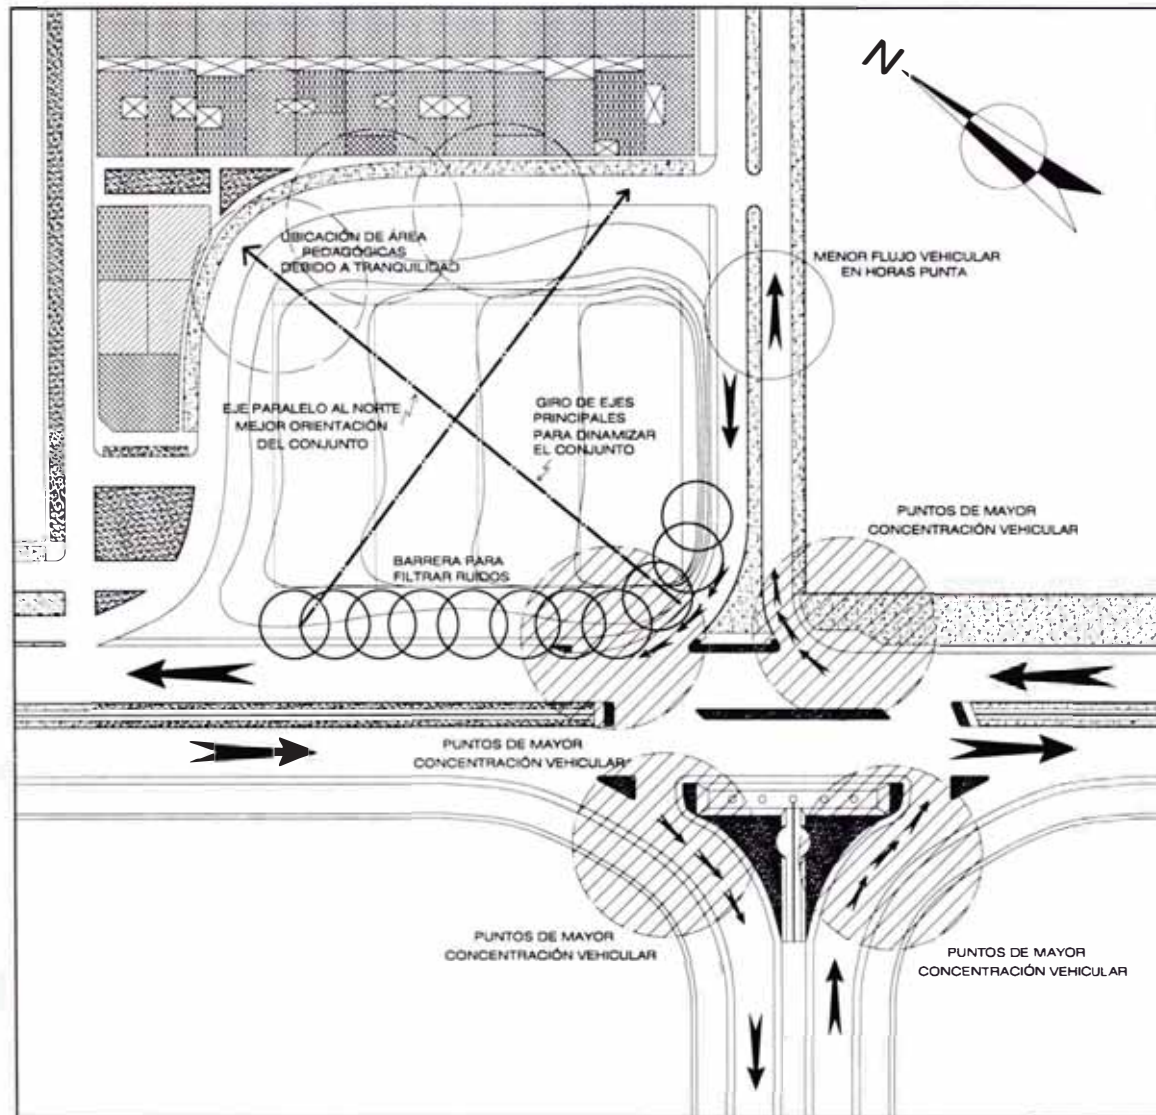 N
UBICACIÓN DE ÁREA
PEDAGÓGICAS
DEBIDO A TRANQUILIDAD
MENOR FLUJO VEHICULAR
EN HORAS PUNTA
EJE PARALELO AL NORTE
MEJOR ORIENTACIÓN
DEL CONJUNTO
GIRO DE EJES
PRINCIPALES
PARA DINAMIZAR
EL CONJUNTO
PUNTOS DE MAYOR
CONCENTRACIÓN VEHICULAR
BARRERA PARA
FILTRAR RUÍDOS
PUNTOS DE MAYOR
CONCENTRACIÓN VEHICULAR
PUNTOS DE MAYOR
CONCENTRACIÓN VEHICULAR
PUNTOS DE MAYOR
CONCENTRACIÓN VEHICULAR